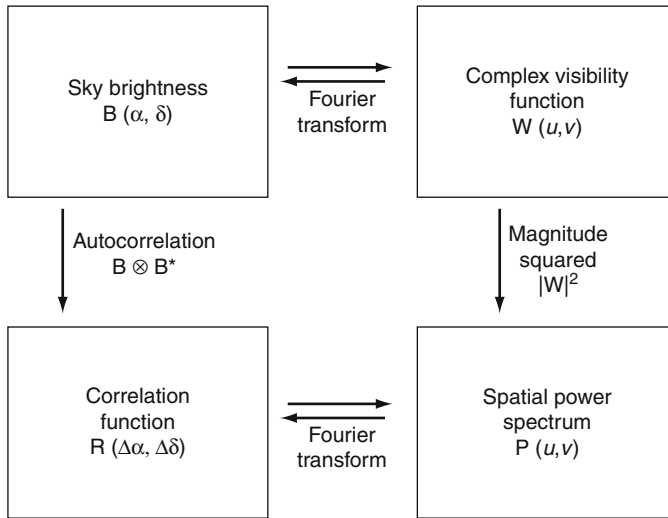 Sky brightness
B (α, δ)
Fourier
transform
Complex visibility
function
W (u,v)
Autocorrelation
B ⊗ B*
Magnitude
squared
|W|²
Correlation
function
R (Δα, Δδ)
Fourier
transform
Spatial power
spectrum
P (u,v)